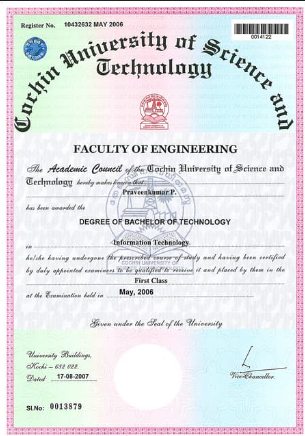 Register No. 10432632 MAY 2006
0014122
Cochin University of Science and
Technology
FACULTY OF ENGINEERING
The Academic Council of the Cochin University of Science and
Technology hereby makes known that
Praveenkumar P.
has been awarded the
DEGREE OF BACHELOR OF TECHNOLOGY
in Information Technology
he/she having undergone the prescribed course of study and having been certified
by duly appointed examiners to be qualified to receive it and placed by them in the
First Class
at the Examination held in May, 2006
Given under the Seal of the University
University Buildings,
Kochi – 682 022.
Dated 17-08-2007
Vice-Chancellor.
Sl.No: 0013879